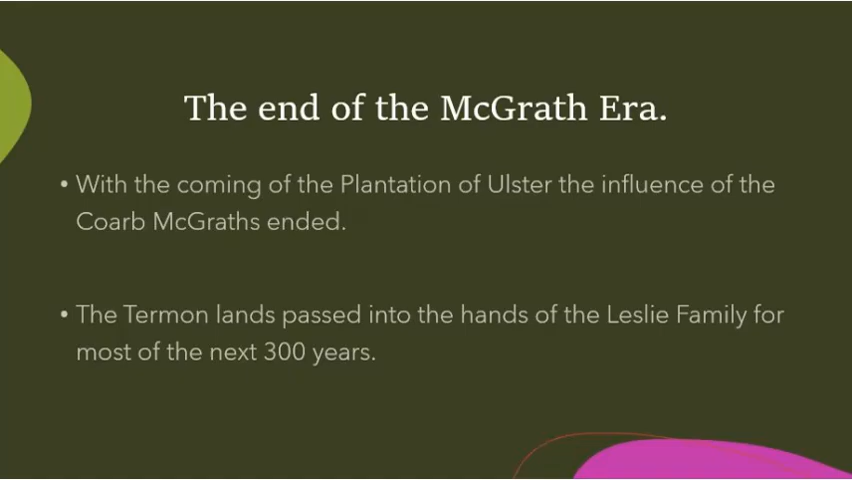 The end of the McGrath Era.
• With the coming of the Plantation of Ulster the influence of the
Coarb McGraths ended.
• The Termon lands passed into the hands of the Leslie Family for
most of the next 300 years.